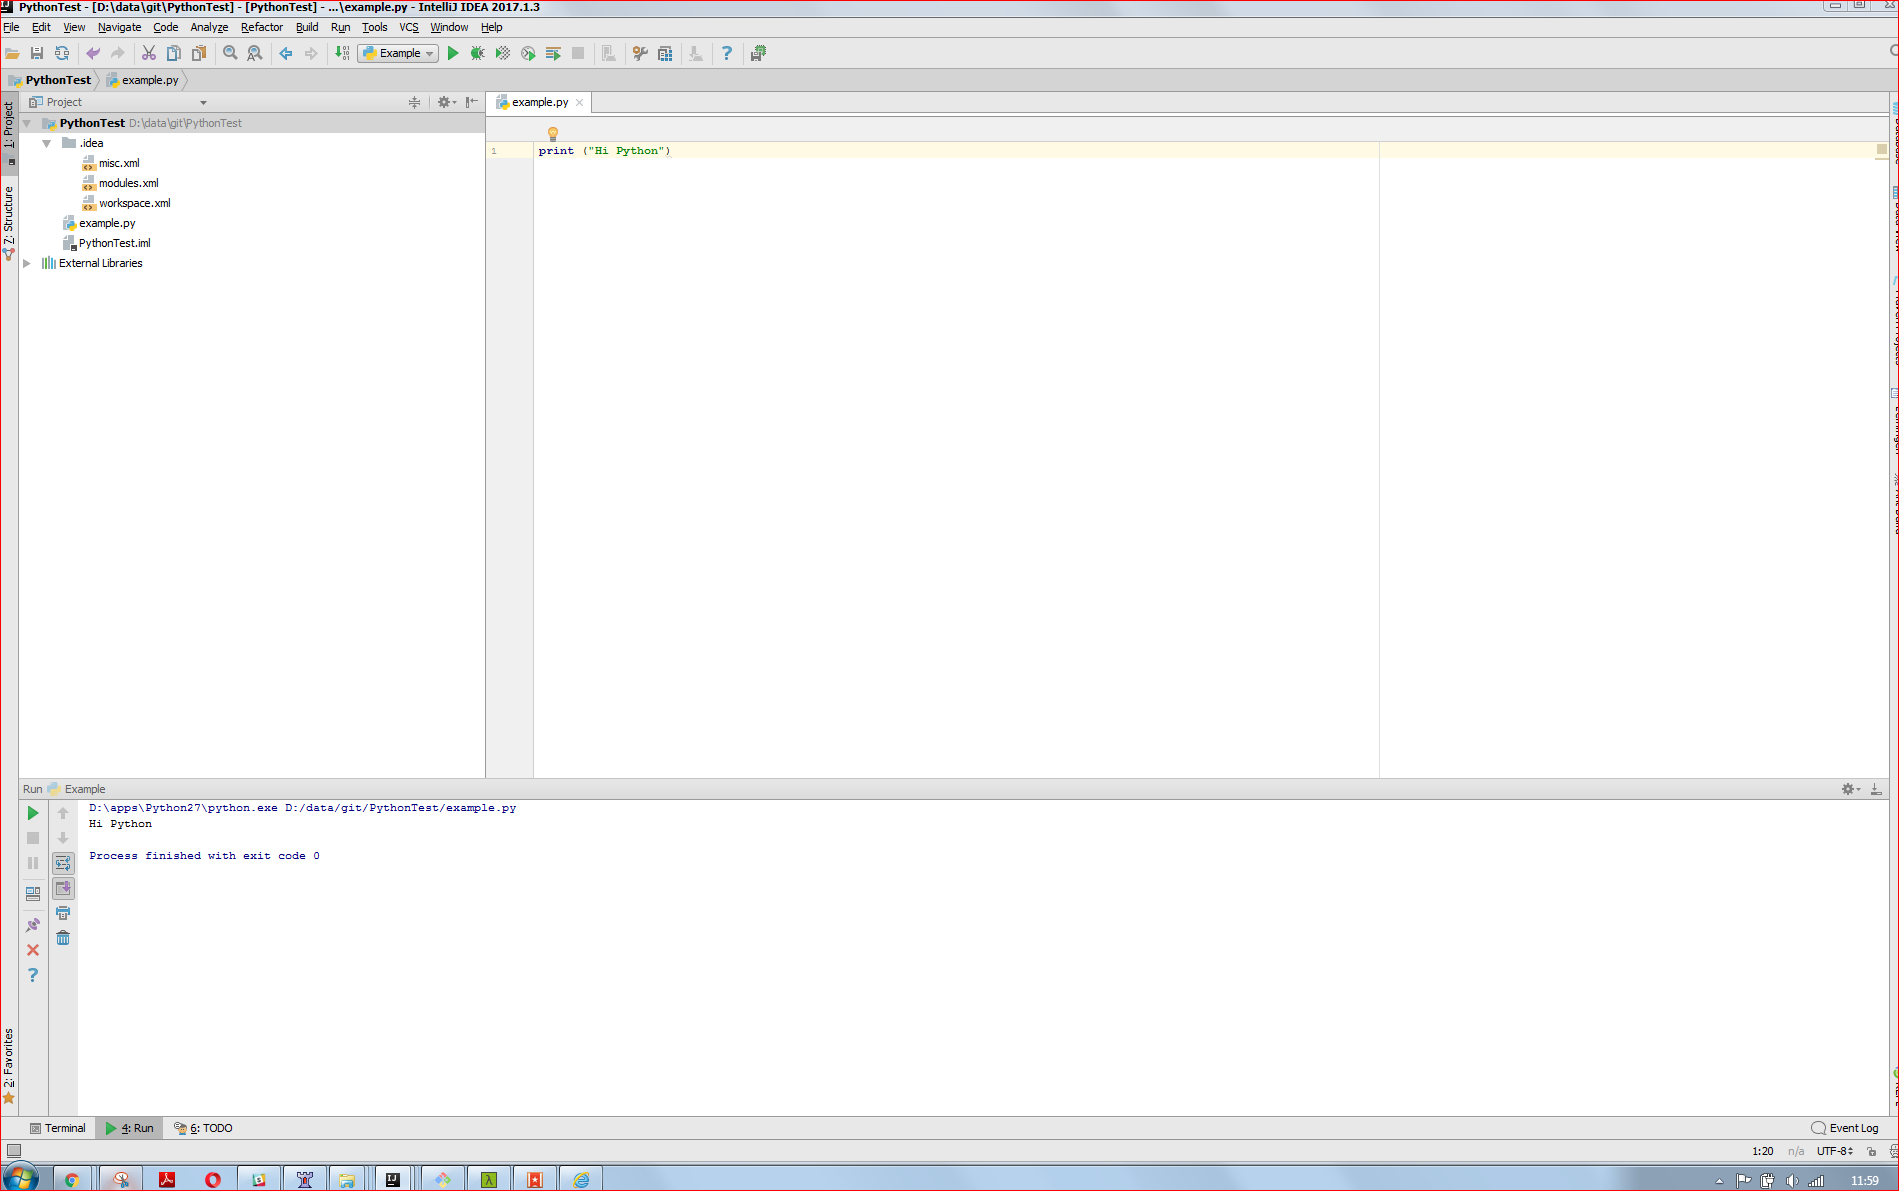 PythonTest - [D:\data\git\PythonTest] - [PythonTest] - ...\example.py - IntelliJ IDEA 2017.1.3
File Edit View Navigate Code Analyze Refactor Build Run Tools VCS Window Help
Example
PythonTest example.py
Project
example.py
1: Project
PythonTest D:\data\git\PythonTest
.idea
misc.xml
modules.xml
workspace.xml
example.py
PythonTest.iml
External Libraries
7: Structure
1 print ("Hi Python")
Run Example
D:\apps\Python27\python.exe D:/data/git/PythonTest/example.py
Hi Python
Process finished with exit code 0
2: Favorites
Terminal 4: Run 6: TODO Event Log
1:20 n/a UTF-8
11:59